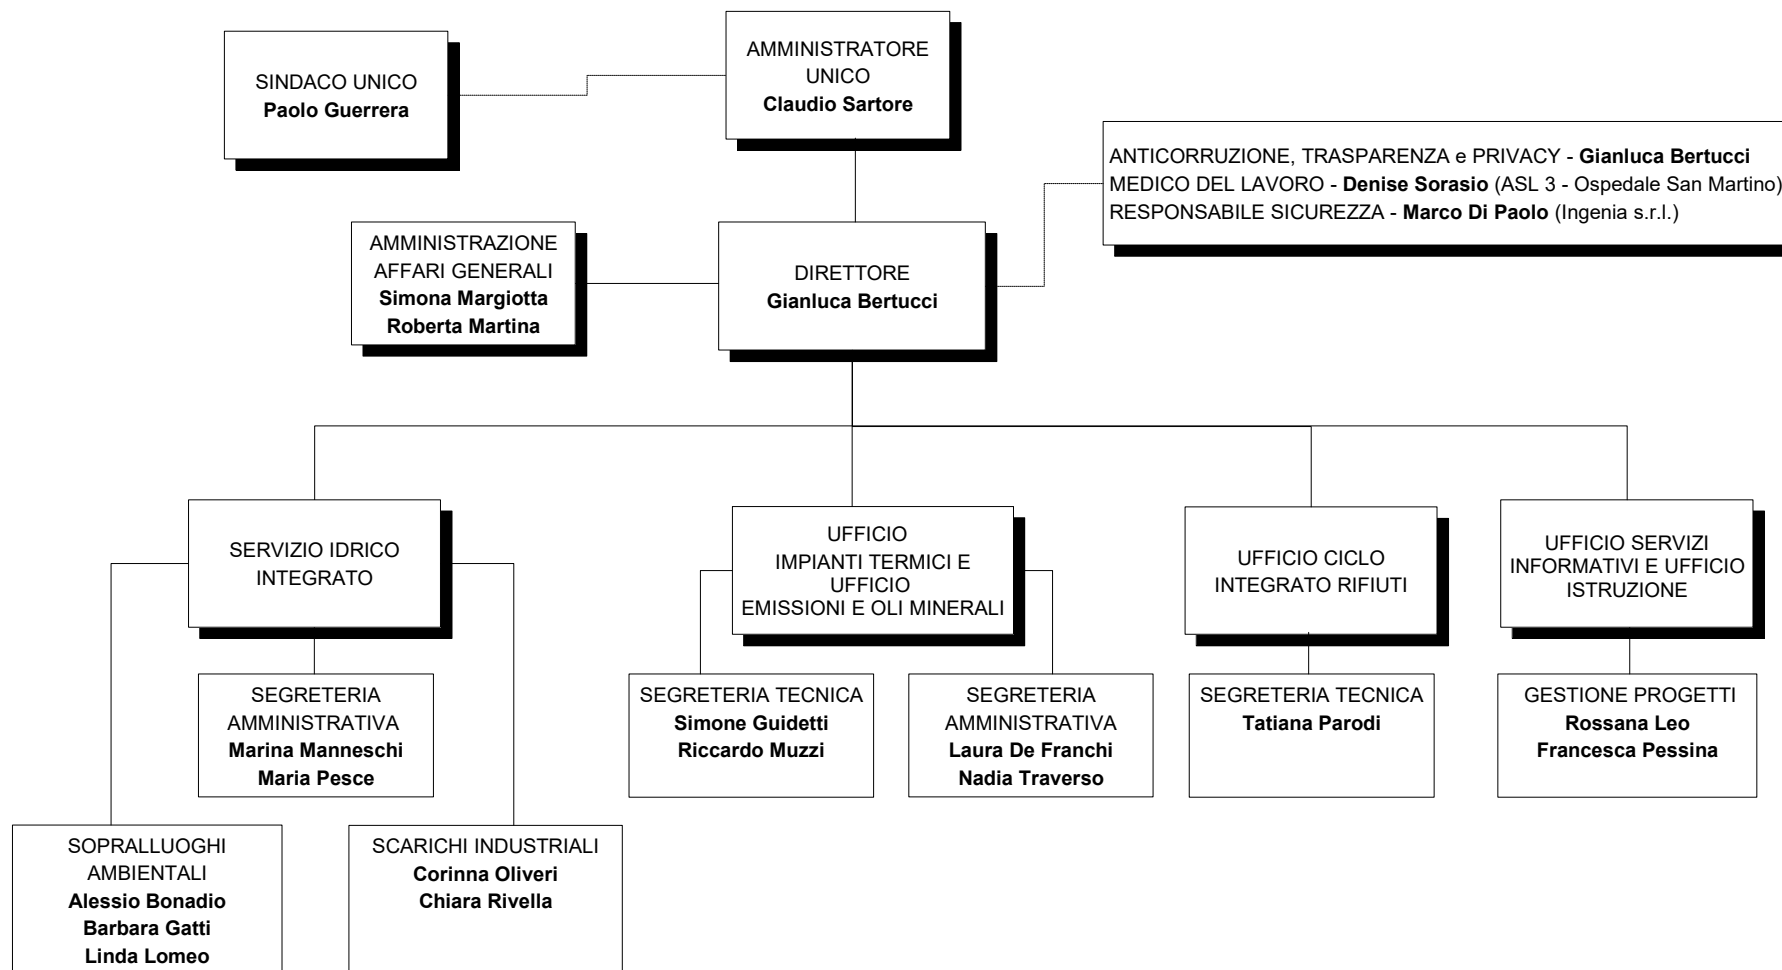 SINDACO UNICO
Paolo Guerrera
AMMINISTRATORE
UNICO
Claudio Sartore
ANTICORRUZIONE, TRASPARENZA e PRIVACY - Gianluca Bertucci
MEDICO DEL LAVORO - Denise Sorasio (ASL 3 - Ospedale San Martino)
RESPONSABILE SICUREZZA - Marco Di Paolo (Ingenia s.r.l.)
AMMINISTRAZIONE
AFFARI GENERALI
Simona Margiotta
Roberta Martina
DIRETTORE
Gianluca Bertucci
SERVIZIO IDRICO
INTEGRATO
UFFICIO
IMPIANTI TERMICI E
UFFICIO
EMISSIONI E OLI MINERALI
UFFICIO CICLO
INTEGRATO RIFIUTI
UFFICIO SERVIZI
INFORMATIVI E UFFICIO
ISTRUZIONE
SEGRETERIA
AMMINISTRATIVA
Marina Manneschi
Maria Pesce
SEGRETERIA TECNICA
Simone Guidetti
Riccardo Muzzi
SEGRETERIA
AMMINISTRATIVA
Laura De Franchi
Nadia Traverso
SEGRETERIA TECNICA
Tatiana Parodi
GESTIONE PROGETTI
Rossana Leo
Francesca Pessina
SOPRALLUOGHI
AMBIENTALI
Alessio Bonadio
Barbara Gatti
Linda Lomeo
SCARICHI INDUSTRIALI
Corinna Oliveri
Chiara Rivella